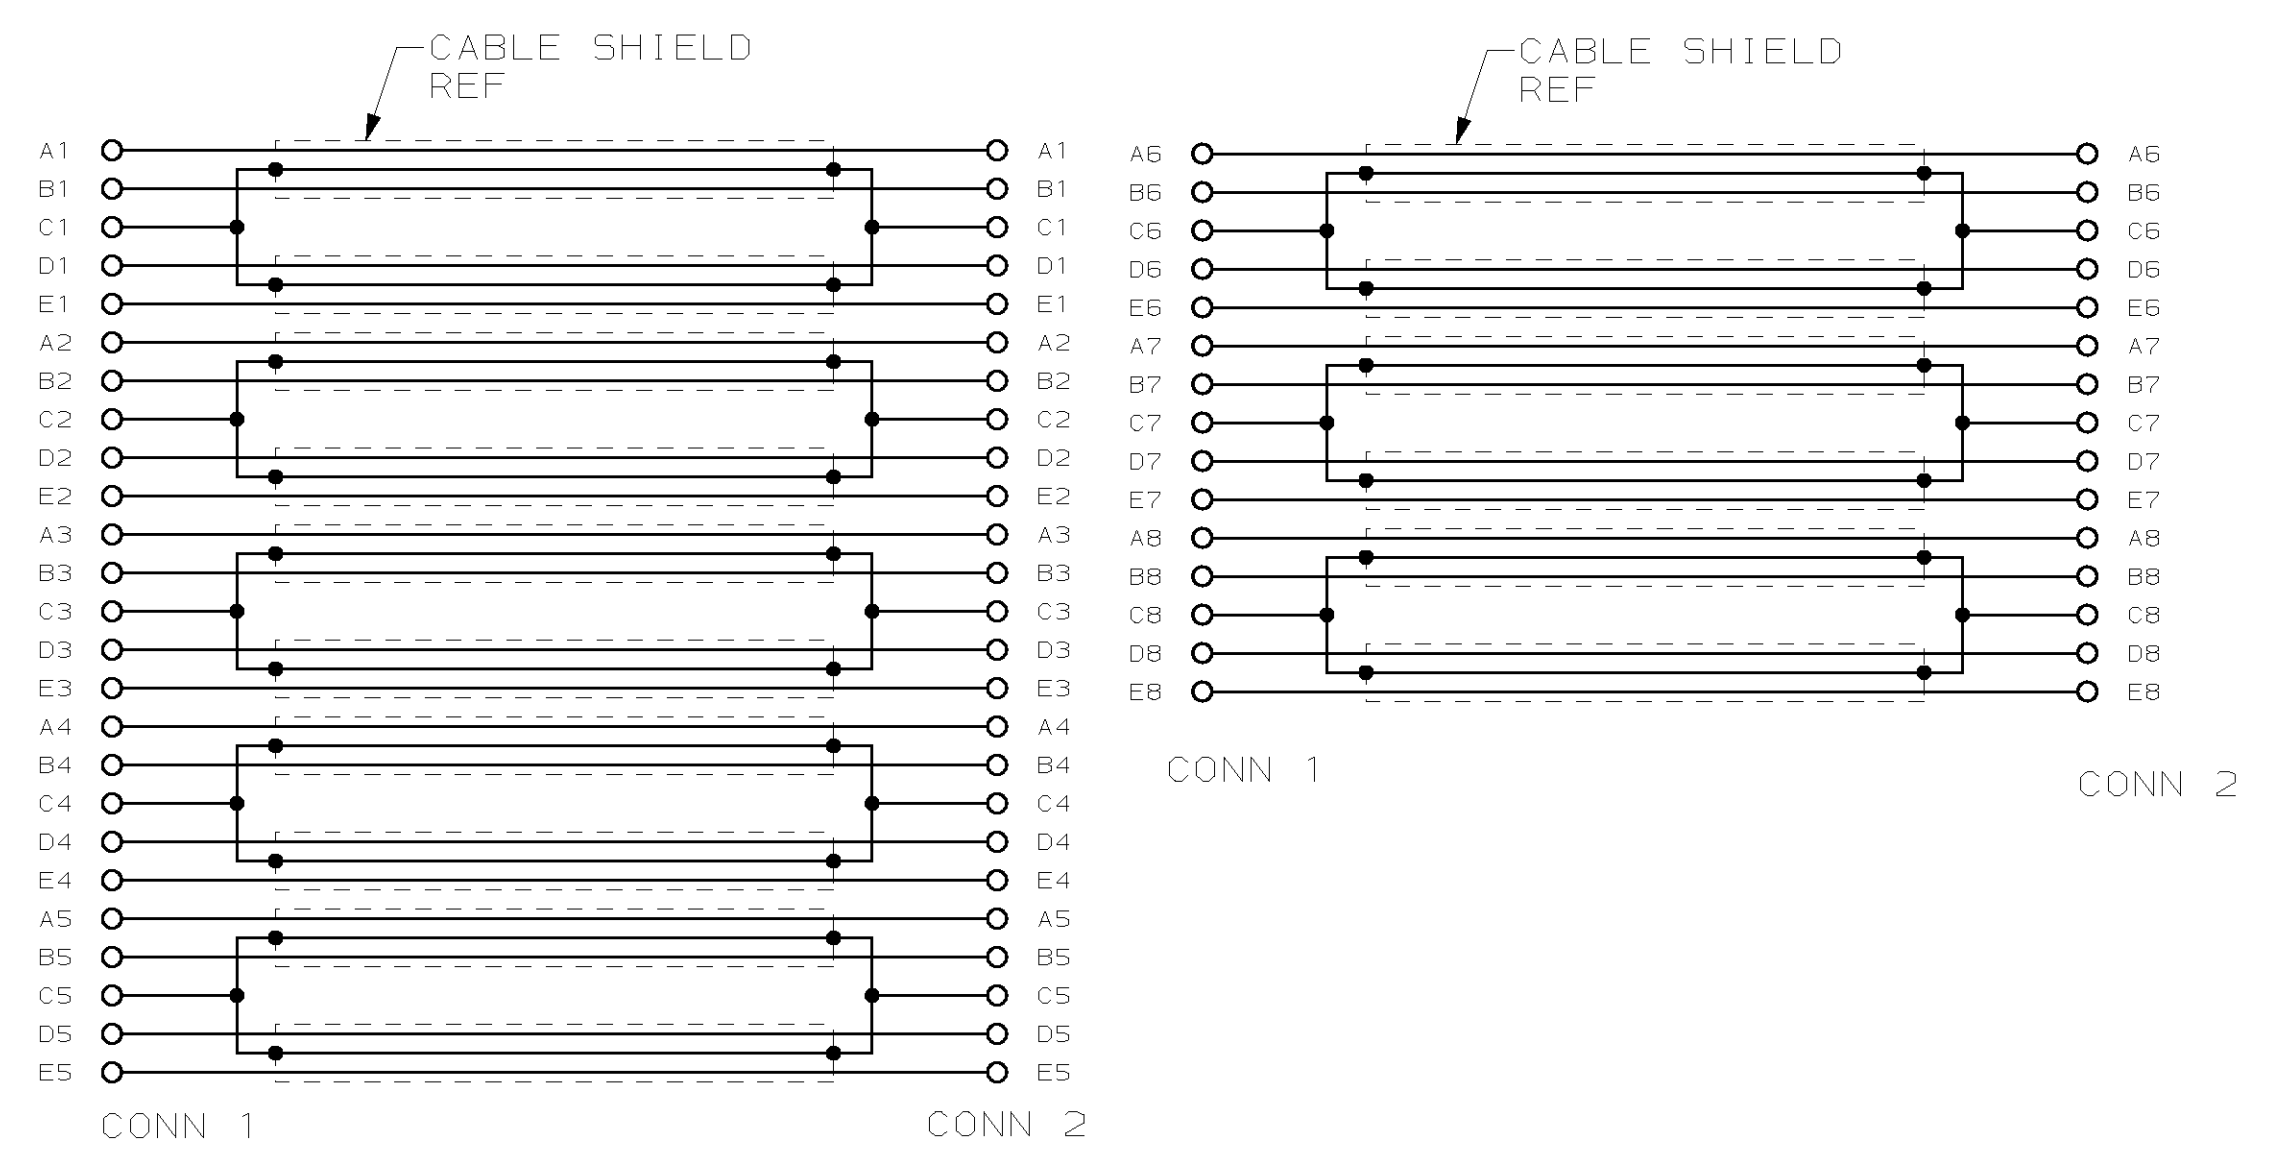 CABLE SHIELD
REF
A1 A1
B1 B1
C1 C1
D1 D1
E1 E1
A2 A2
B2 B2
C2 C2
D2 D2
E2 E2
A3 A3
B3 B3
C3 C3
D3 D3
E3 E3
A4 A4
B4 B4
C4 C4
D4 D4
E4 E4
A5 A5
B5 B5
C5 C5
D5 D5
E5 E5
CONN 1 CONN 2
CABLE SHIELD
REF
A6 A6
B6 B6
C6 C6
D6 D6
E6 E6
A7 A7
B7 B7
C7 C7
D7 D7
E7 E7
A8 A8
B8 B8
C8 C8
D8 D8
E8 E8
CONN 1 CONN 2